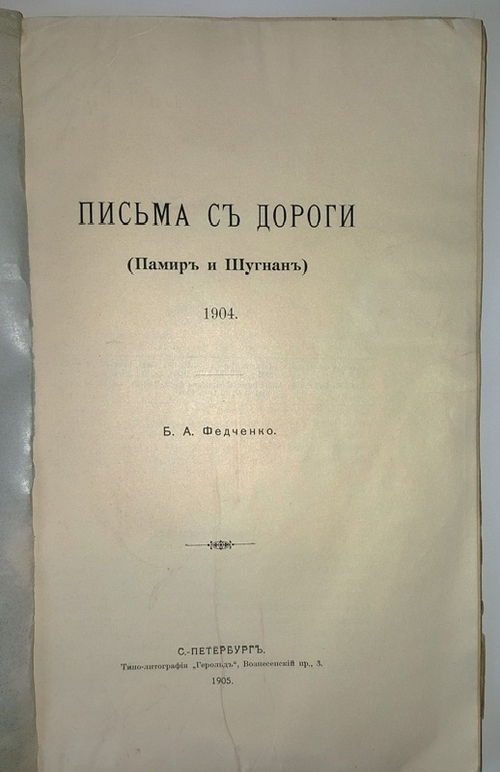 ПИСЬМА СЪ ДОРОГИ
(Памиръ и Шугнанъ)
1904.
Б. А. Федченко.
С.-ПЕТЕРБУРГЪ.
Типо-литографія „Герольдъ“, Вознесенскій пр., 3.
1905.